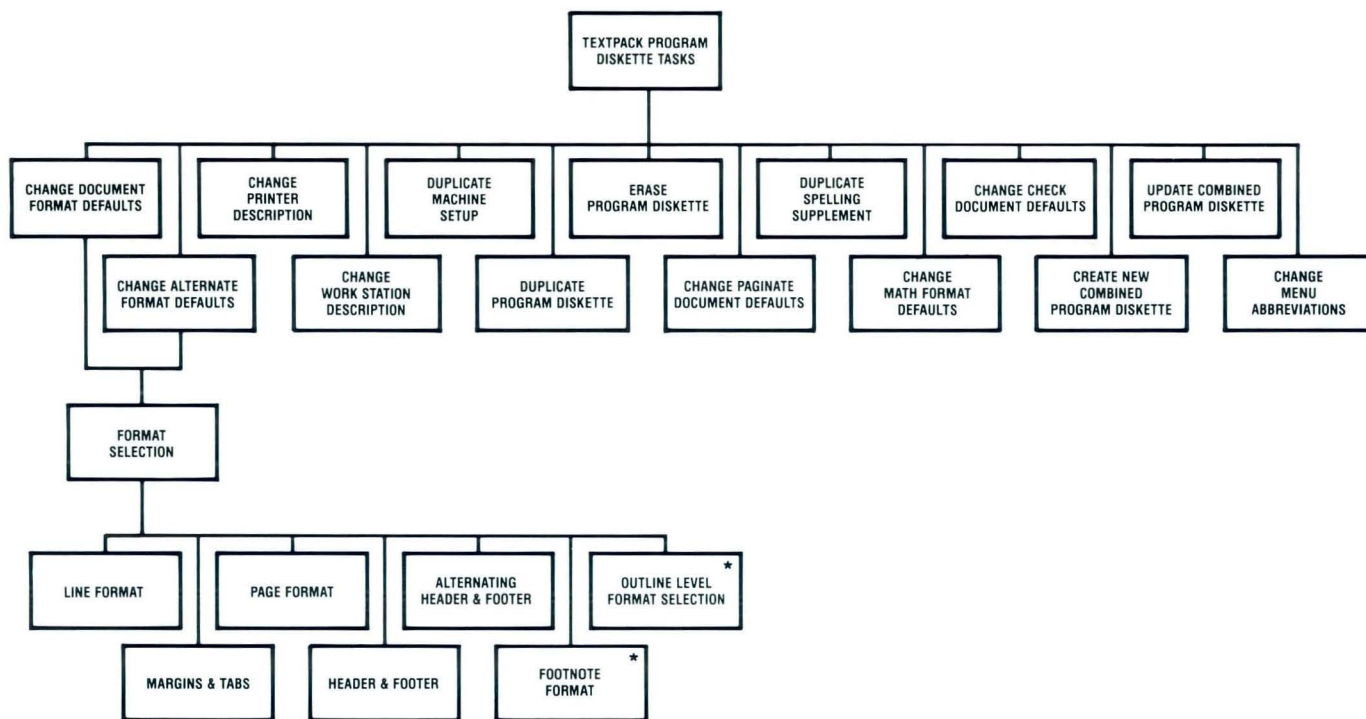 TEXTPACK PROGRAM
DISKETTE TASKS
CHANGE DOCUMENT
FORMAT DEFAULTS
CHANGE
PRINTER
DESCRIPTION
DUPLICATE
MACHINE
SETUP
ERASE
PROGRAM DISKETTE
DUPLICATE
SPELLING
SUPPLEMENT
CHANGE CHECK
DOCUMENT DEFAULTS
UPDATE COMBINED
PROGRAM DISKETTE
CHANGE ALTERNATE
FORMAT DEFAULTS
CHANGE
WORK STATION
DESCRIPTION
DUPLICATE
PROGRAM DISKETTE
CHANGE PAGINATE
DOCUMENT DEFAULTS
CHANGE
MATH FORMAT
DEFAULTS
CREATE NEW
COMBINED
PROGRAM DISKETTE
CHANGE
MENU
ABBREVIATIONS
FORMAT
SELECTION
LINE FORMAT
PAGE FORMAT
ALTERNATING
HEADER & FOOTER
*
OUTLINE LEVEL
FORMAT SELECTION
MARGINS & TABS
HEADER & FOOTER
*
FOOTNOTE
FORMAT